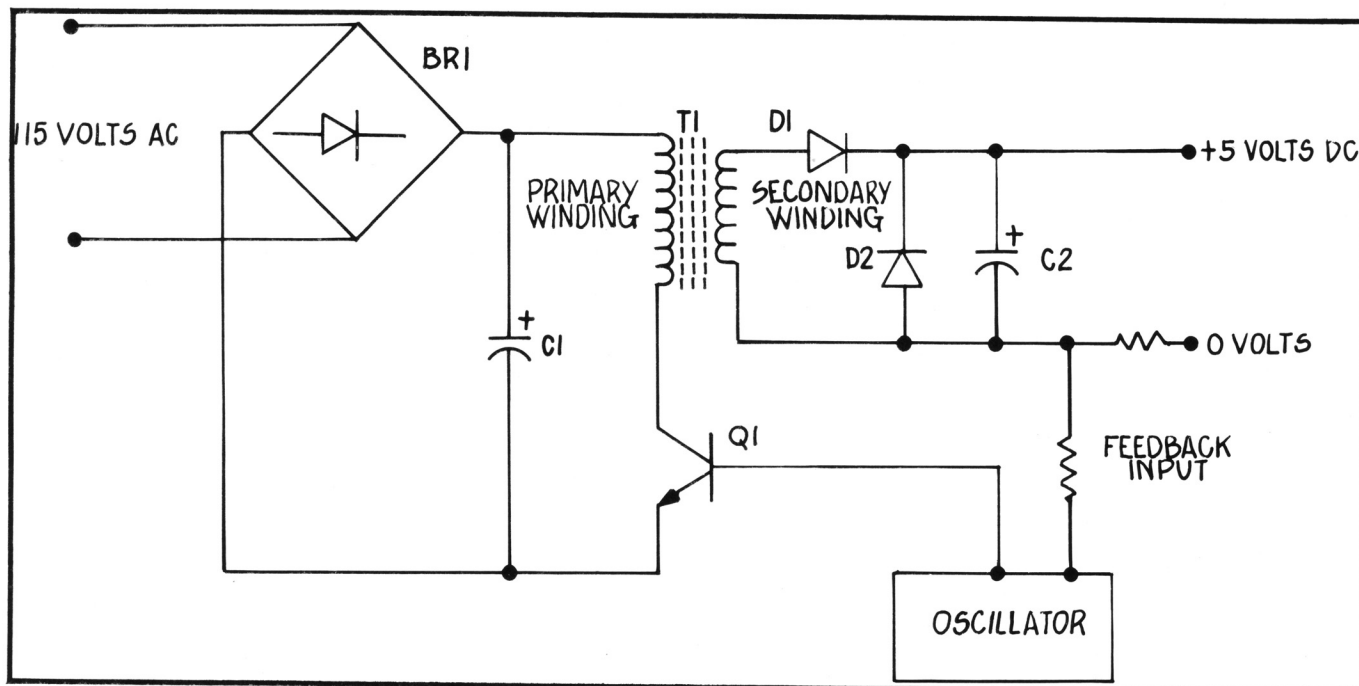 BR1
115 VOLTS AC
T1
D1
+5 VOLTS DC
PRIMARY
WINDING
SECONDARY
WINDING
D2
+
C2
+
C1
0 VOLTS
Q1
FEEDBACK
INPUT
OSCILLATOR